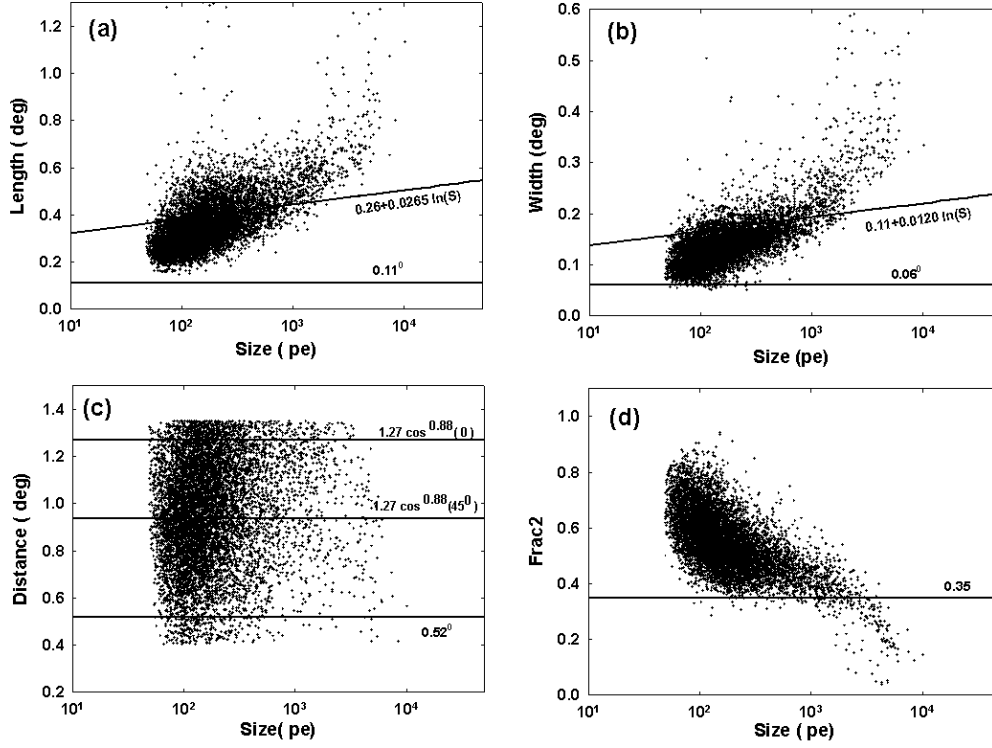 (a)
Length ( deg)
1.2
1.0
0.8
0.6
0.4
0.2
0.0
0.26+0.0265 ln(S)
0.11⁰
10¹ 10² 10³ 10⁴
Size ( pe)
(b)
Width (deg)
0.6
0.5
0.4
0.3
0.2
0.1
0.0
0.11+0.0120 ln(S)
0.06⁰
10¹ 10² 10³ 10⁴
Size (pe)
(c)
Distance ( deg)
1.4
1.2
1.0
0.8
0.6
0.4
0.2
1.27 cos⁰·⁸⁸(0)
1.27 cos⁰·⁸⁸(45⁰)
0.52⁰
10¹ 10² 10³ 10⁴
Size( pe)
(d)
Frac2
1.0
0.8
0.6
0.4
0.2
0.0
0.35
10¹ 10² 10³ 10⁴
Size (pe)